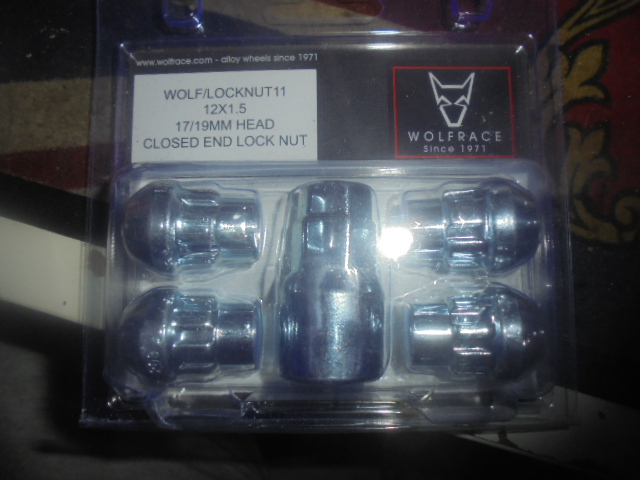 www.wolfrace.com - alloy wheels since 1971
WOLF/LOCKNUT11
12X1.5
17/19MM HEAD
CLOSED END LOCK NUT
WOLFRACE
Since 1971